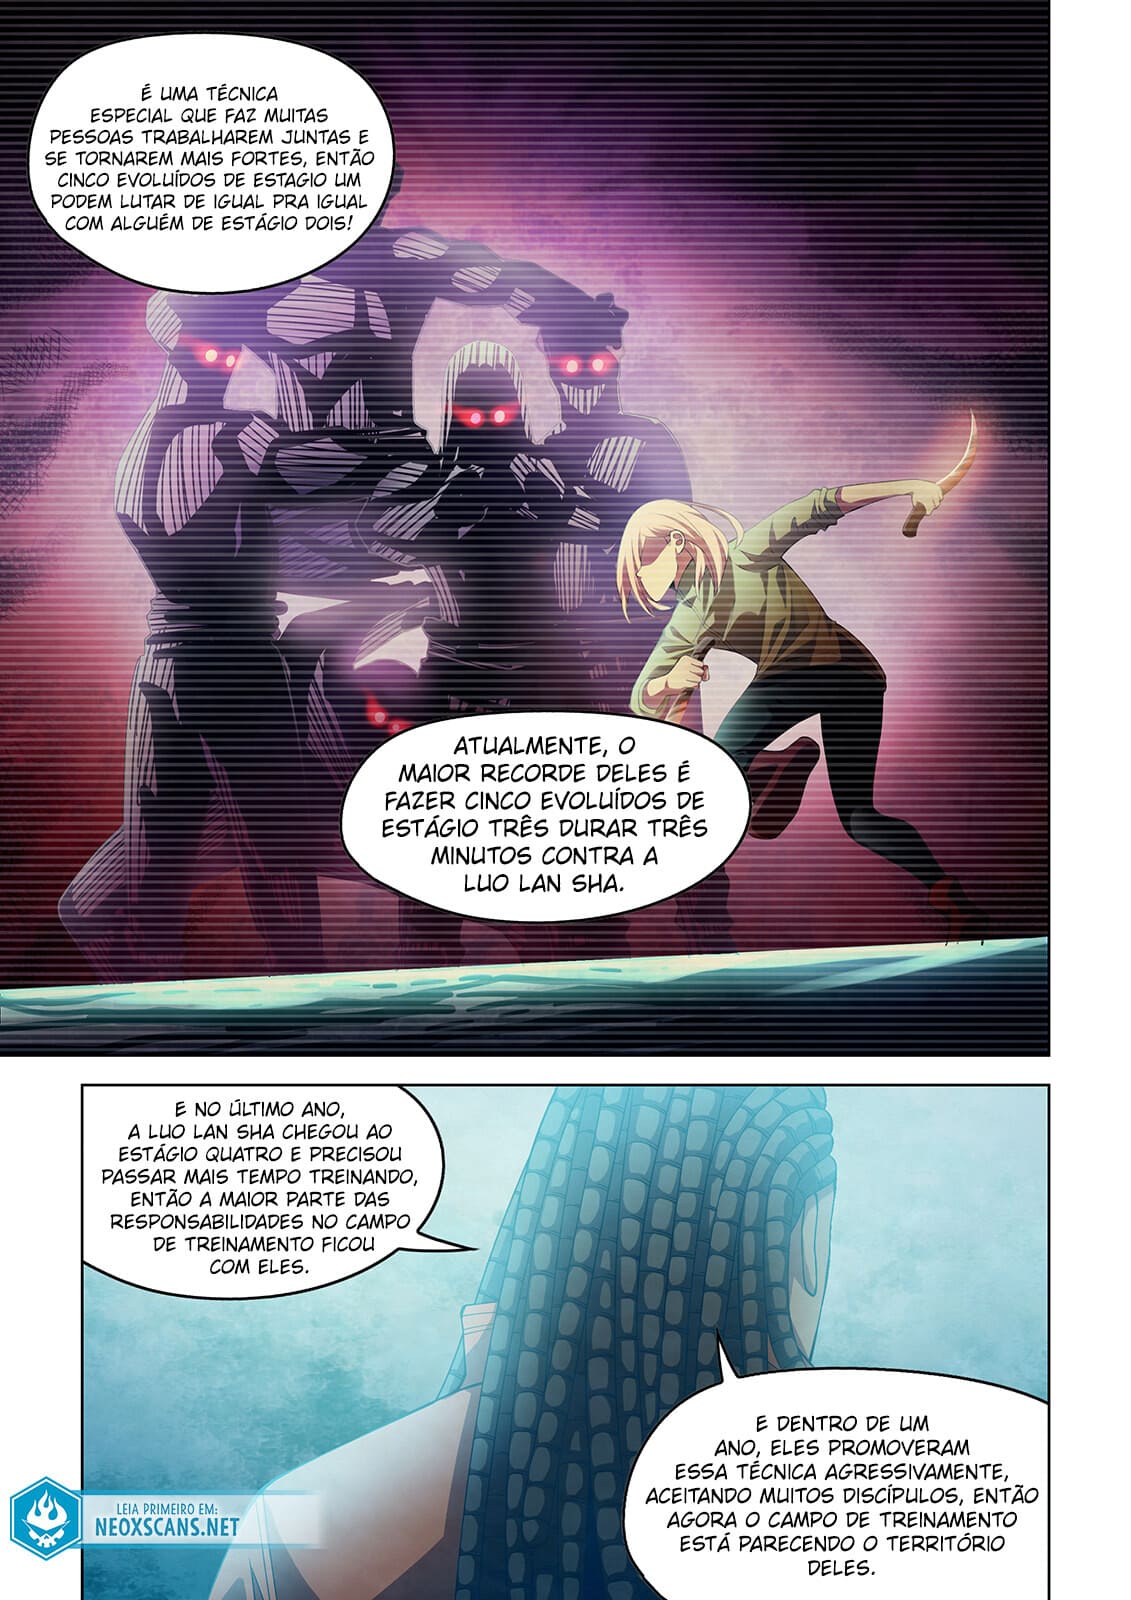 É UMA TÉCNICA
ESPECIAL QUE FAZ MUITAS
PESSOAS TRABALHAREM JUNTAS E
SE TORNAREM MAIS FORTES, ENTÃO
CINCO EVOLUÍDOS DE ESTAGIO UM
PODEM LUTAR DE IGUAL PRA IGUAL
COM ALGUÉM DE ESTÁGIO DOIS!
ATUALMENTE, O
MAIOR RECORDE DELES É
FAZER CINCO EVOLUÍDOS DE
ESTÁGIO TRÊS DURAR TRÊS
MINUTOS CONTRA A
LUO LAN SHA.
E NO ÚLTIMO ANO,
A LUO LAN SHA CHEGOU AO
ESTÁGIO QUATRO E PRECISOU
PASSAR MAIS TEMPO TREINANDO,
ENTÃO A MAIOR PARTE DAS
RESPONSABILIDADES NO CAMPO
DE TREINAMENTO FICOU
COM ELES.
E DENTRO DE UM
ANO, ELES PROMOVERAM
ESSA TÉCNICA AGRESSIVAMENTE,
ACEITANDO MUITOS DISCÍPULOS, ENTÃO
AGORA O CAMPO DE TREINAMENTO
ESTÁ PARECENDO O TERRITÓRIO
DELES.
LEIA PRIMEIRO EM:
NEOXSCANS.NET